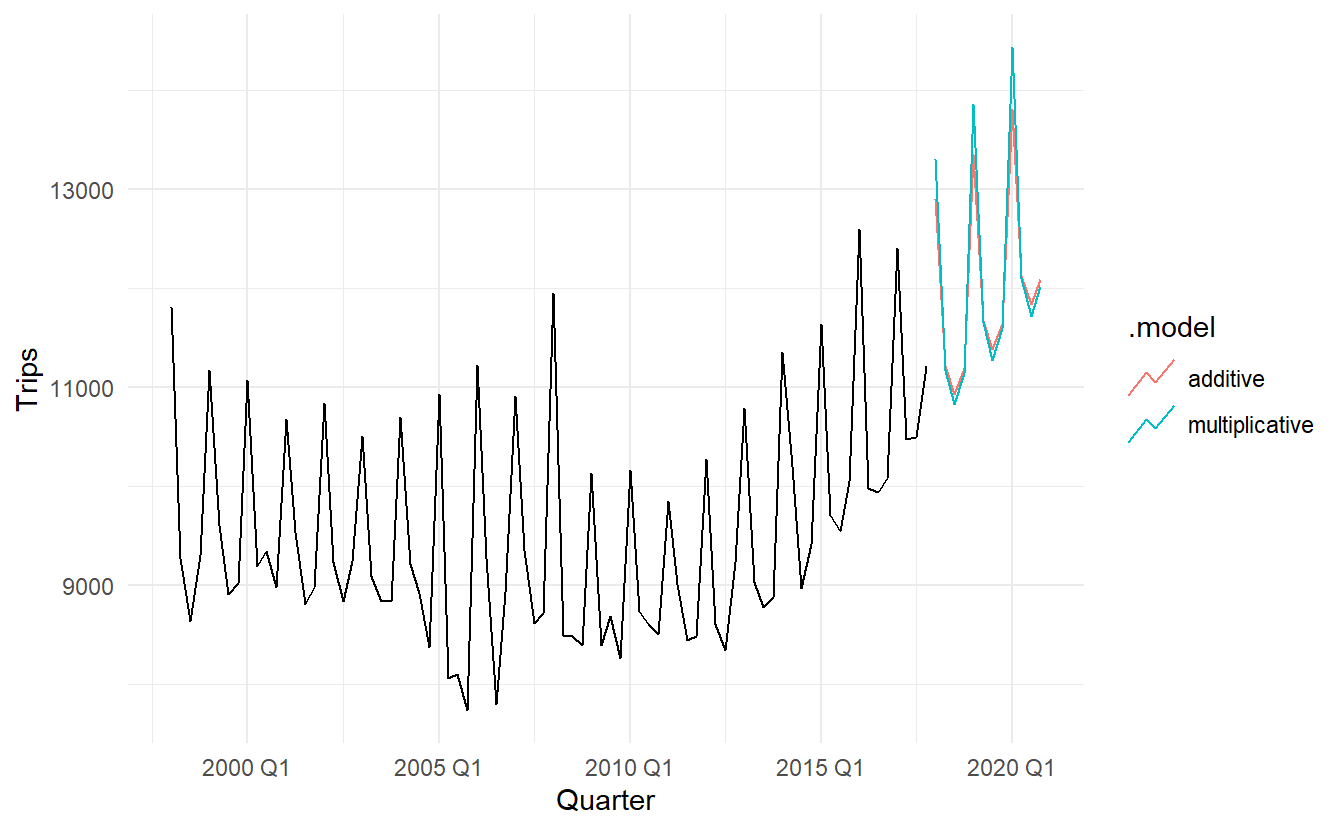 Trips
13000
11000
9000
2000 Q1
2005 Q1
2010 Q1
2015 Q1
2020 Q1
Quarter
.model
additive
multiplicative